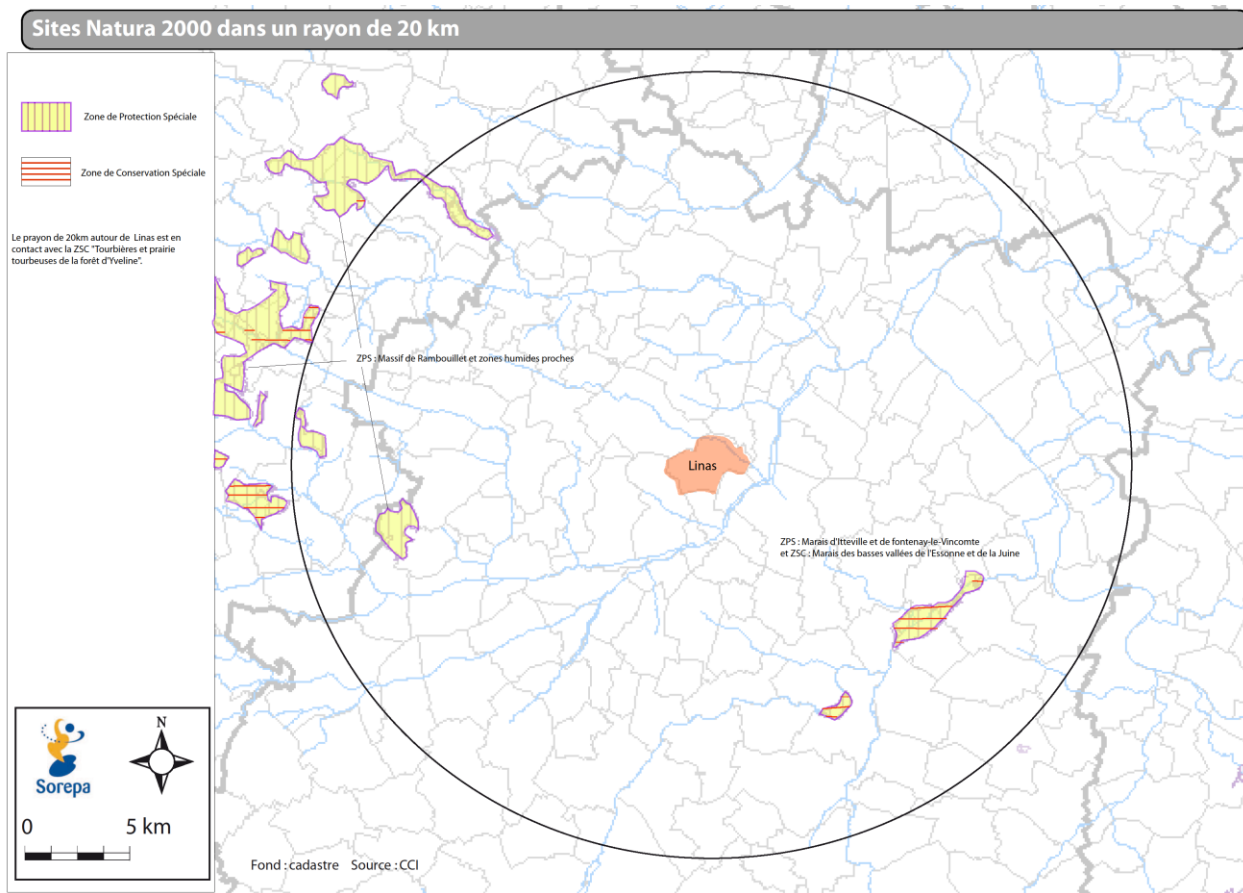 Sites Natura 2000 dans un rayon de 20 km
Zone de Protection Spéciale
Zone de Conservation Spéciale
Le prayon de 20km autour de Linas est en
contact avec la ZSC "Tourbières et prairie
tourbeuses de la forêt d'Yveline".
ZPS : Massif de Rambouillet et zones humides proches
Linas
ZPS : Marais d'Itteville et de fontenay-le-Vincomte
et ZSC : Marais des basses vallées de l'Essonne et de la Juine
N
Sorepa
0 5 km
Fond : cadastre Source : CCI